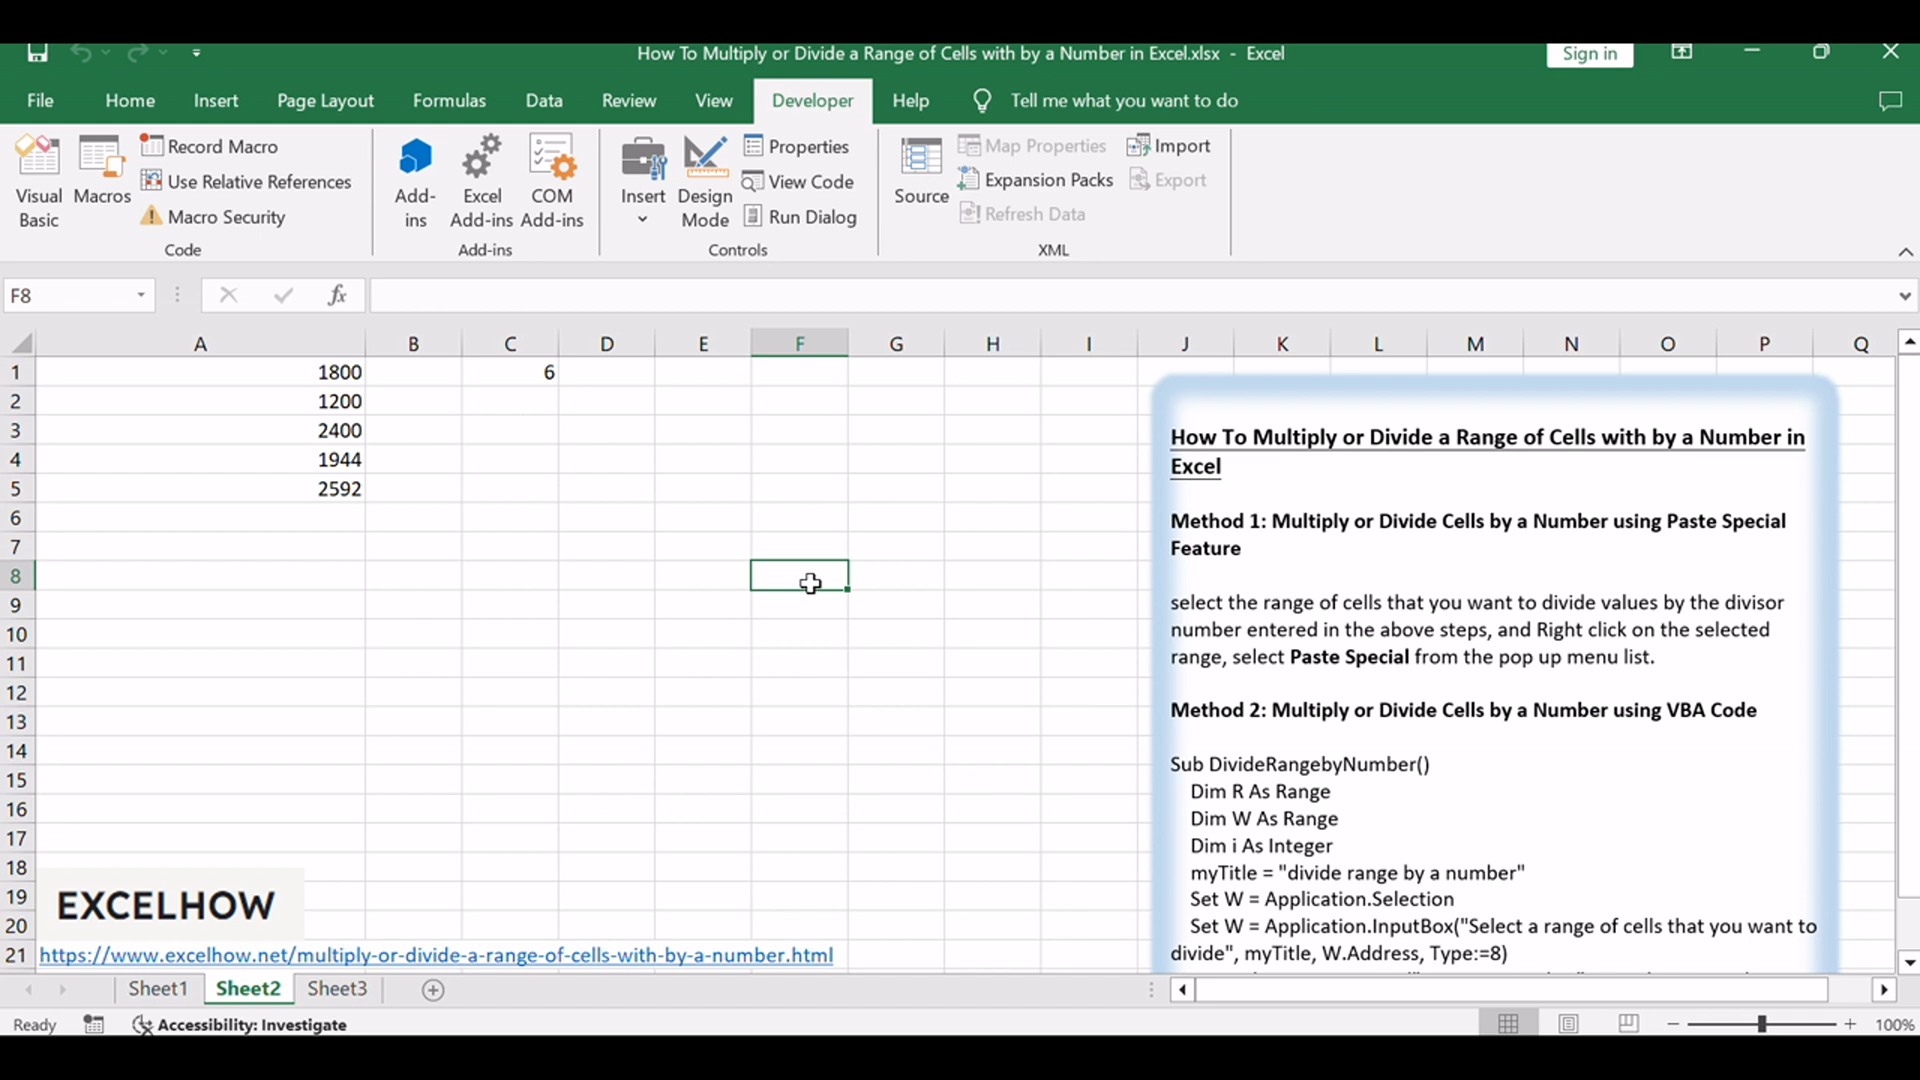 How To Multiply or Divide a Range of Cells with by a Number in Excel.xlsx - Excel
Sign in
File Home Insert Page Layout Formulas Data Review View Developer Help Tell me what you want to do
Visual Basic
Macros
Record Macro
Use Relative References
Macro Security
Code
Add-ins
Excel Add-ins
COM Add-ins
Add-ins
Insert
Design Mode
Properties
View Code
Run Dialog
Controls
Source
Map Properties
Expansion Packs
Refresh Data
Import
Export
XML
F8
fx
A B C D E F G H I J K L M N O P Q
1 1800 6
2 1200
3 2400
4 1944
5 2592
6
7
8
9
10
11
12
13
14
15
16
17
18
19
20
21 https://www.excelhow.net/multiply-or-divide-a-range-of-cells-with-by-a-number.html
EXCELHOW
How To Multiply or Divide a Range of Cells with by a Number in
Excel
Method 1: Multiply or Divide Cells by a Number using Paste Special
Feature
select the range of cells that you want to divide values by the divisor
number entered in the above steps, and Right click on the selected
range, select Paste Special from the pop up menu list.
Method 2: Multiply or Divide Cells by a Number using VBA Code
Sub DivideRangebyNumber()
Dim R As Range
Dim W As Range
Dim i As Integer
myTitle = "divide range by a number"
Set W = Application.Selection
Set W = Application.InputBox("Select a range of cells that you want to
divide", myTitle, W.Address, Type:=8)
Sheet1 Sheet2 Sheet3
Ready Accessibility: Investigate
100%